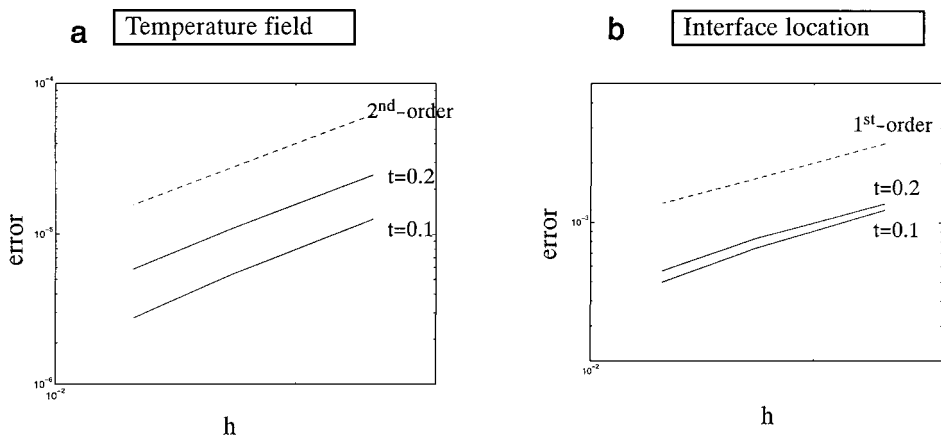 a Temperature field
10⁻⁴
2nd-order
t=0.2
10⁻⁵
t=0.1
error
10⁻⁶
10⁻²
h
b Interface location
1st-order
t=0.2
10⁻³
t=0.1
error
10⁻²
h